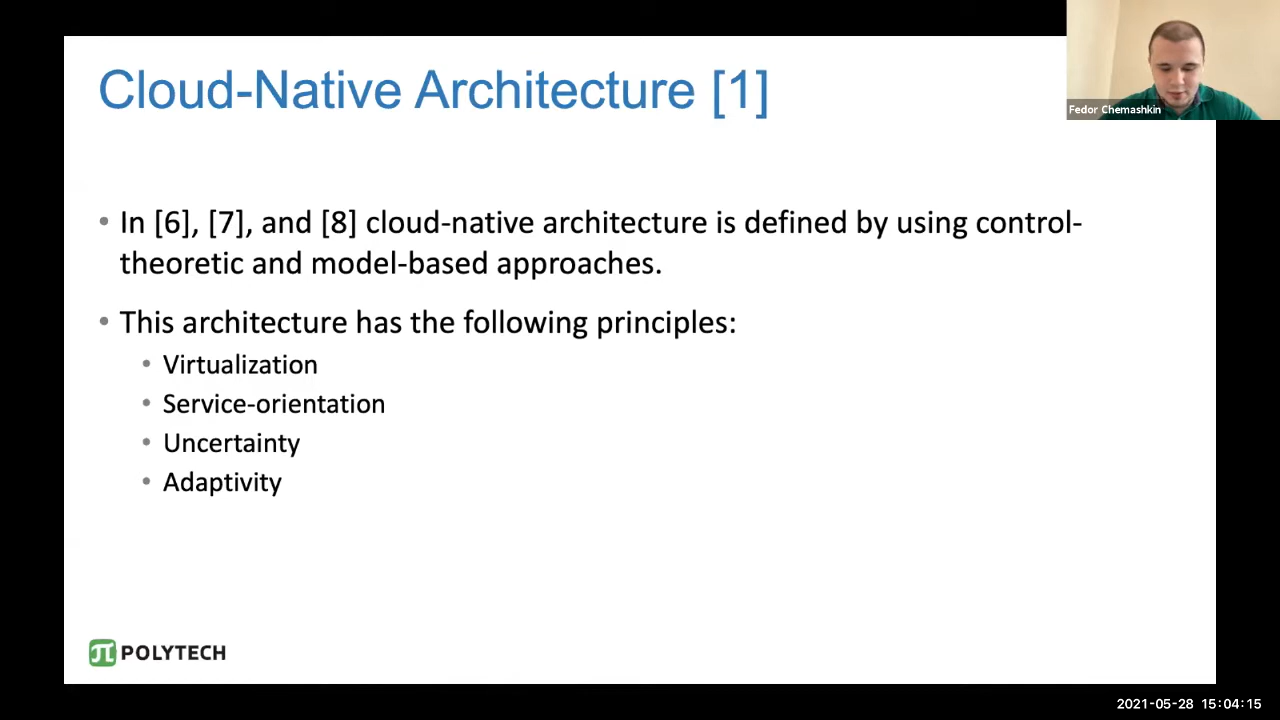 Cloud-Native Architecture [1]
Fedor Chemashkin
• In [6], [7], and [8] cloud-native architecture is defined by using control-
theoretic and model-based approaches.
• This architecture has the following principles:
• Virtualization
• Service-orientation
• Uncertainty
• Adaptivity
POLYTECH
2021-05-28 15:04:15